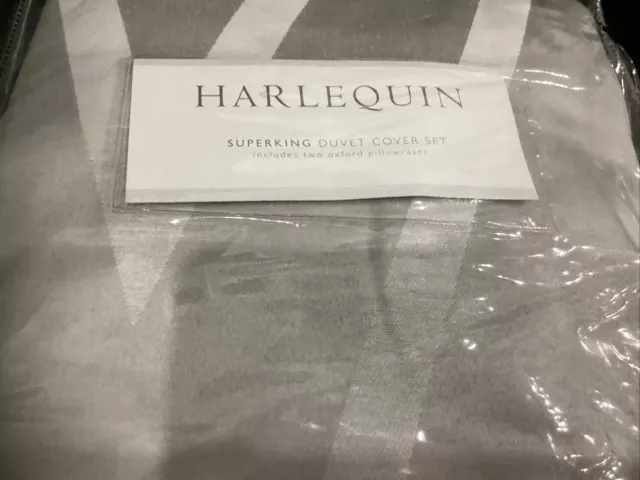 HARLEQUIN
SUPERKING DUVET COVER SET
includes two oxford pillowcases